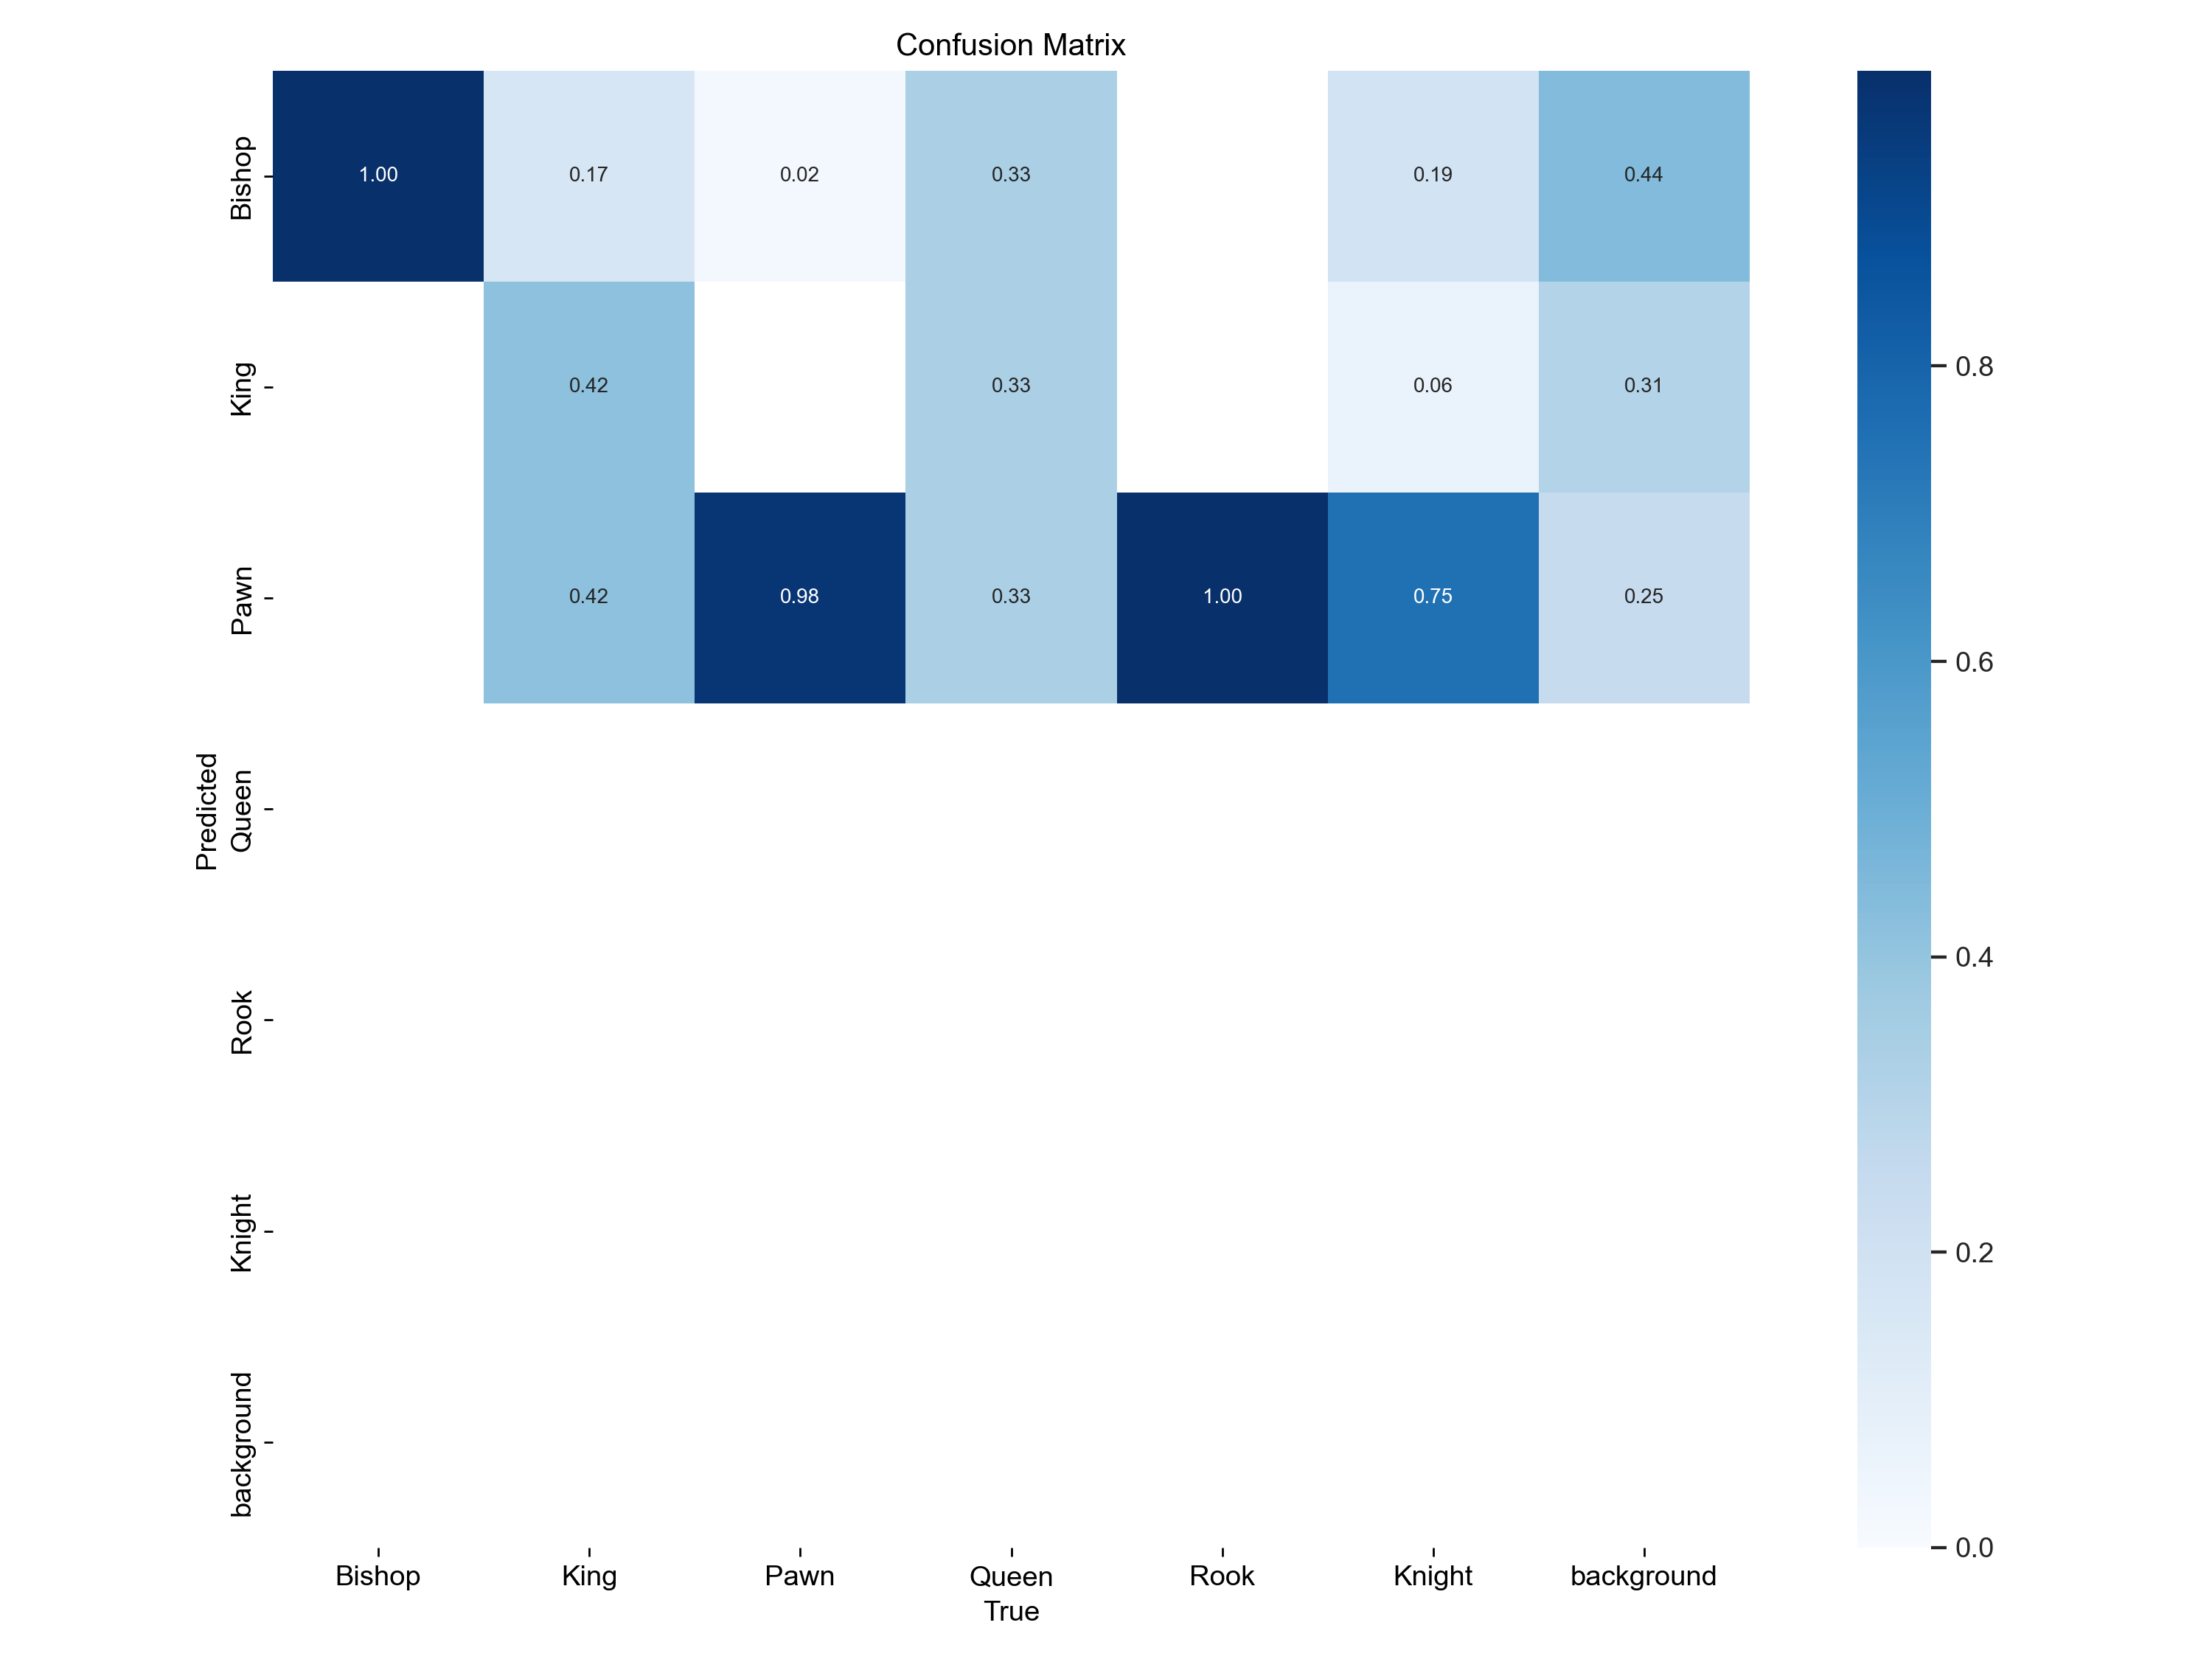 Confusion Matrix
Bishop 1.00 0.17 0.02 0.33 0.19 0.44
King 0.42 0.33 0.06 0.31
Pawn 0.42 0.98 0.33 1.00 0.75 0.25
Predicted
Queen
Rook
Knight
background
Bishop King Pawn Queen Rook Knight background
True
0.8
0.6
0.4
0.2
0.0